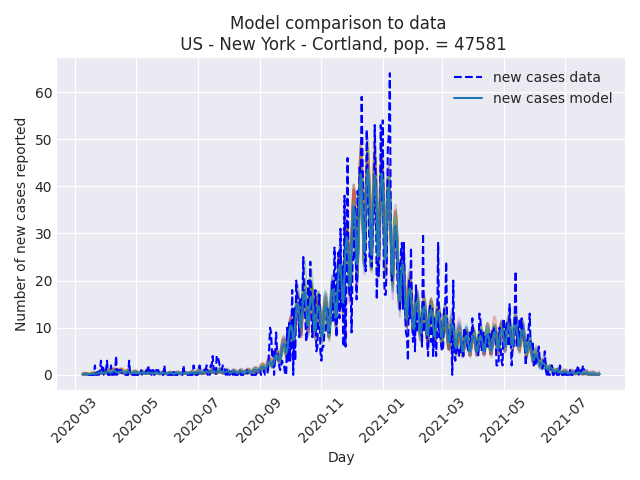 Model comparison to data
US - New York - Cortland, pop. = 47581
new cases data
new cases model
Number of new cases reported
60
50
40
30
20
10
0
2020-03
2020-05
2020-07
2020-09
2020-11
2021-01
2021-03
2021-05
2021-07
Day